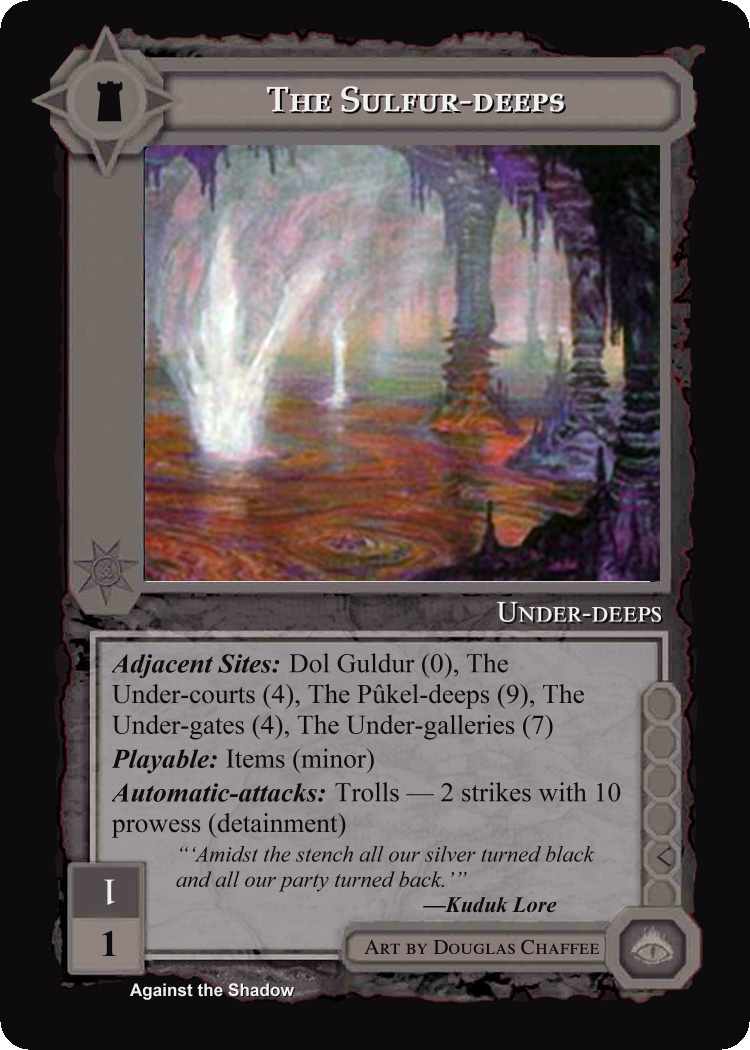 The Sulfur-deeps
Under-deeps
Adjacent Sites: Dol Guldur (0), The
Under-courts (4), The Pûkel-deeps (9), The
Under-gates (4), The Under-galleries (7)
Playable: Items (minor)
Automatic-attacks: Trolls — 2 strikes with 10
prowess (detainment)
“‘Amidst the stench all our silver turned black
and all our party turned back.’”
—Kuduk Lore
1
1
Art by Douglas Chaffee
Against the Shadow